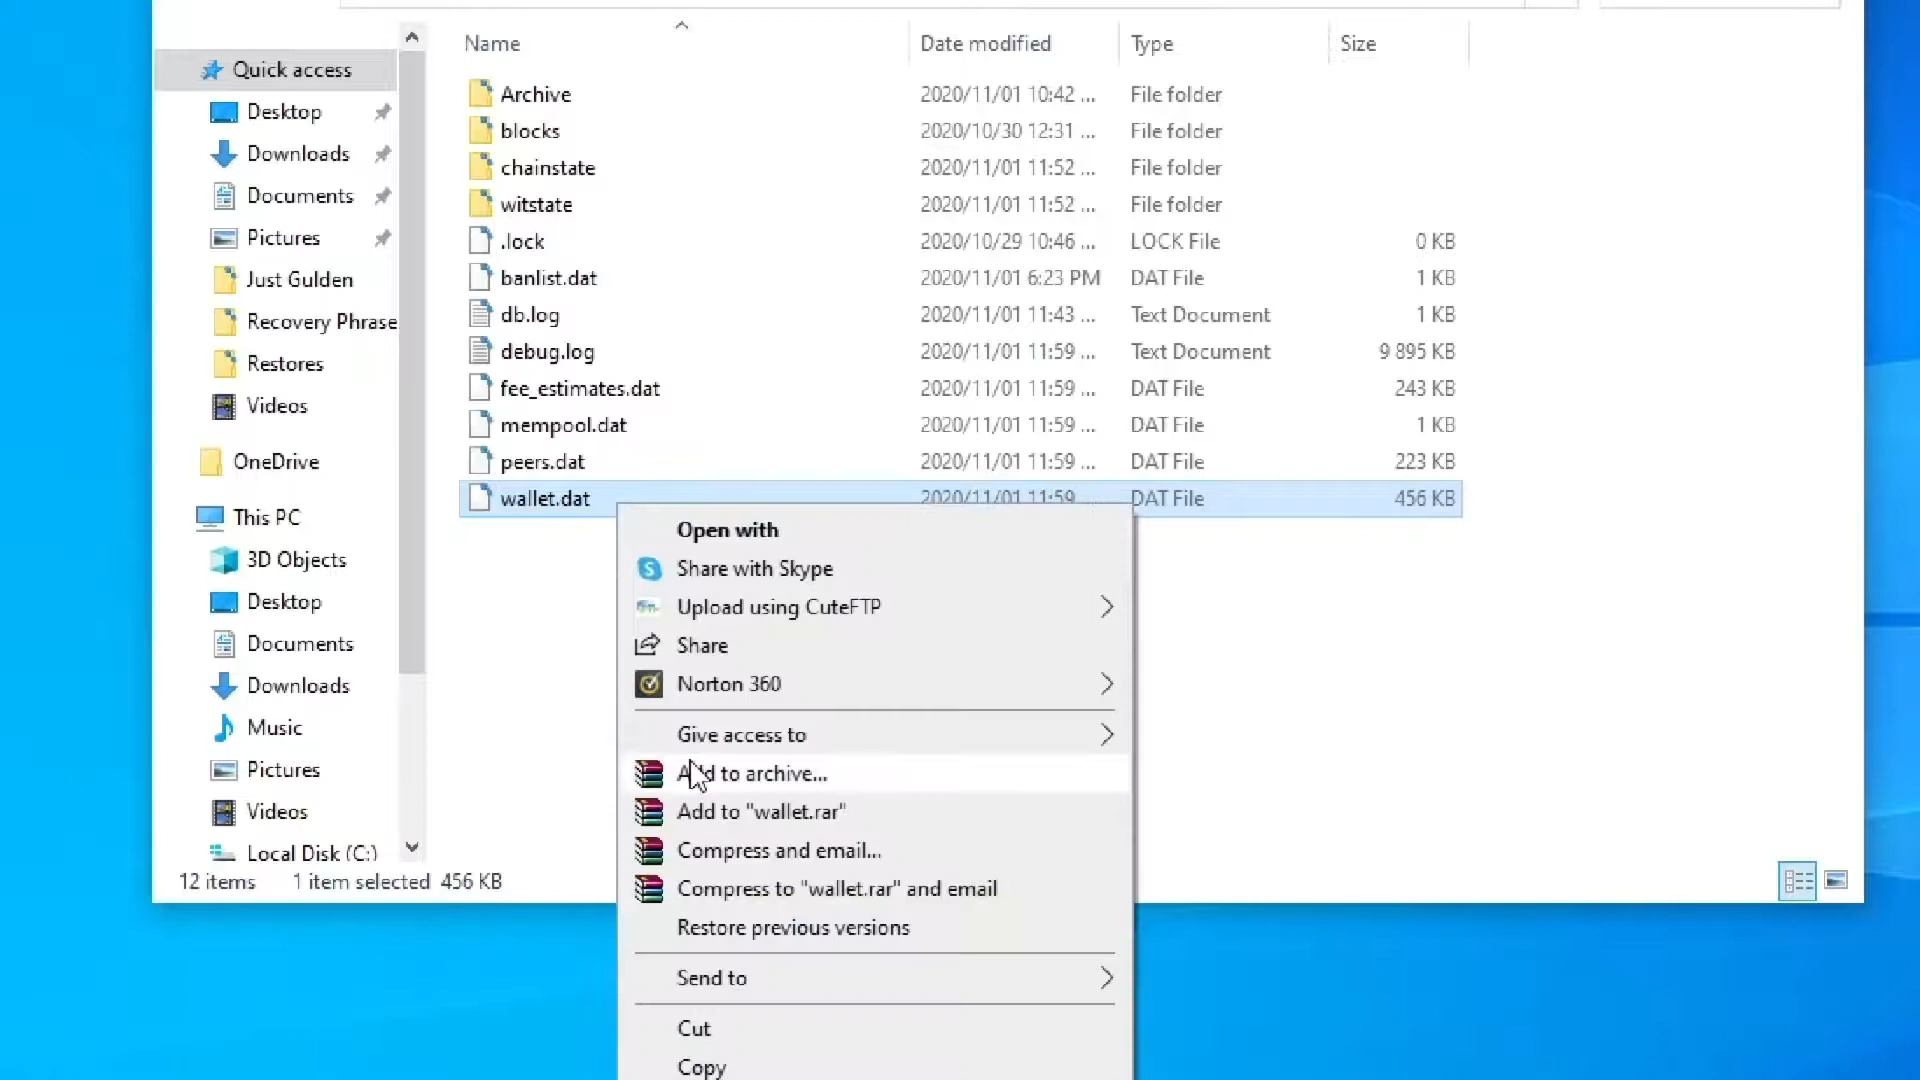 Name
Date modified
Type
Size
Quick access
Desktop
Downloads
Documents
Pictures
Just Gulden
Recovery Phrase
Restores
Videos
OneDrive
This PC
3D Objects
Desktop
Documents
Downloads
Music
Pictures
Videos
Local Disk (C:)
Archive 2020/11/01 10:42 ... File folder
blocks 2020/10/30 12:31 ... File folder
chainstate 2020/11/01 11:52 ... File folder
witstate 2020/11/01 11:52 ... File folder
.lock 2020/10/29 10:46 ... LOCK File 0 KB
banlist.dat 2020/11/01 6:23 PM DAT File 1 KB
db.log 2020/11/01 11:43 ... Text Document 1 KB
debug.log 2020/11/01 11:59 ... Text Document 9 895 KB
fee_estimates.dat 2020/11/01 11:59 ... DAT File 243 KB
mempool.dat 2020/11/01 11:59 ... DAT File 1 KB
peers.dat 2020/11/01 11:59 ... DAT File 223 KB
wallet.dat 2020/11/01 11:59 ... DAT File 456 KB
Open with
Share with Skype
Upload using CuteFTP
Share
Norton 360
Give access to
Add to archive...
Add to "wallet.rar"
Compress and email...
Compress to "wallet.rar" and email
Restore previous versions
Send to
Cut
Copy
12 items 1 item selected 456 KB